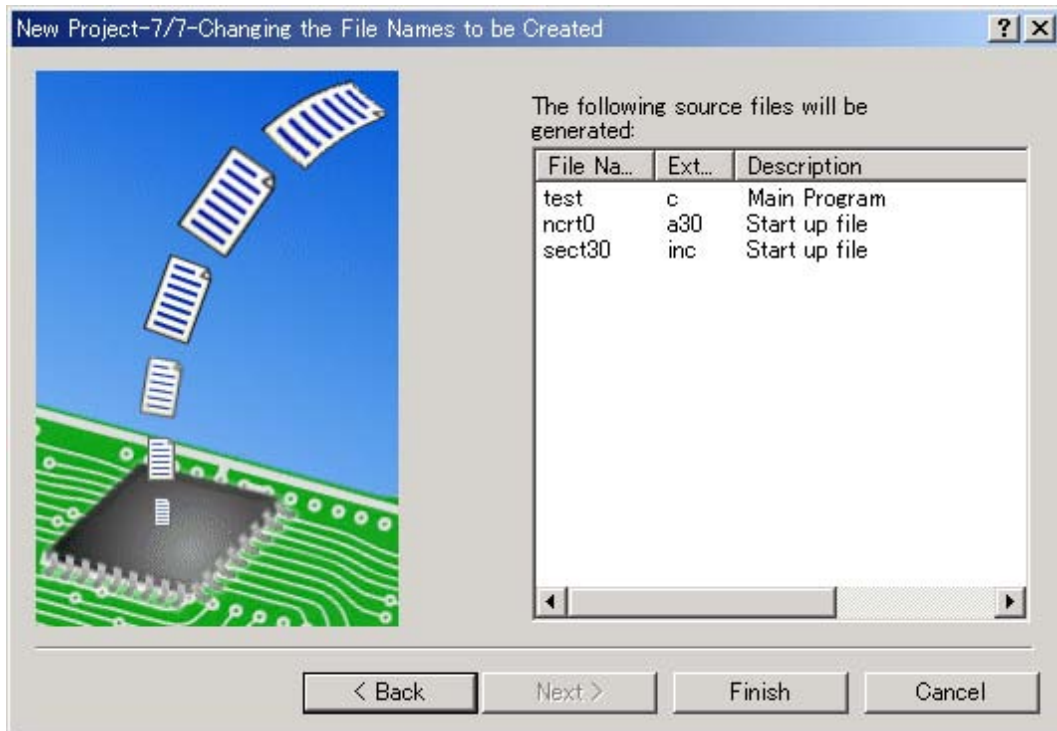 New Project-7/7-Changing the File Names to be Created
The following source files will be
generated:
File Na... Ext... Description
test c Main Program
ncrt0 a30 Start up file
sect30 inc Start up file
< Back Next > Finish Cancel